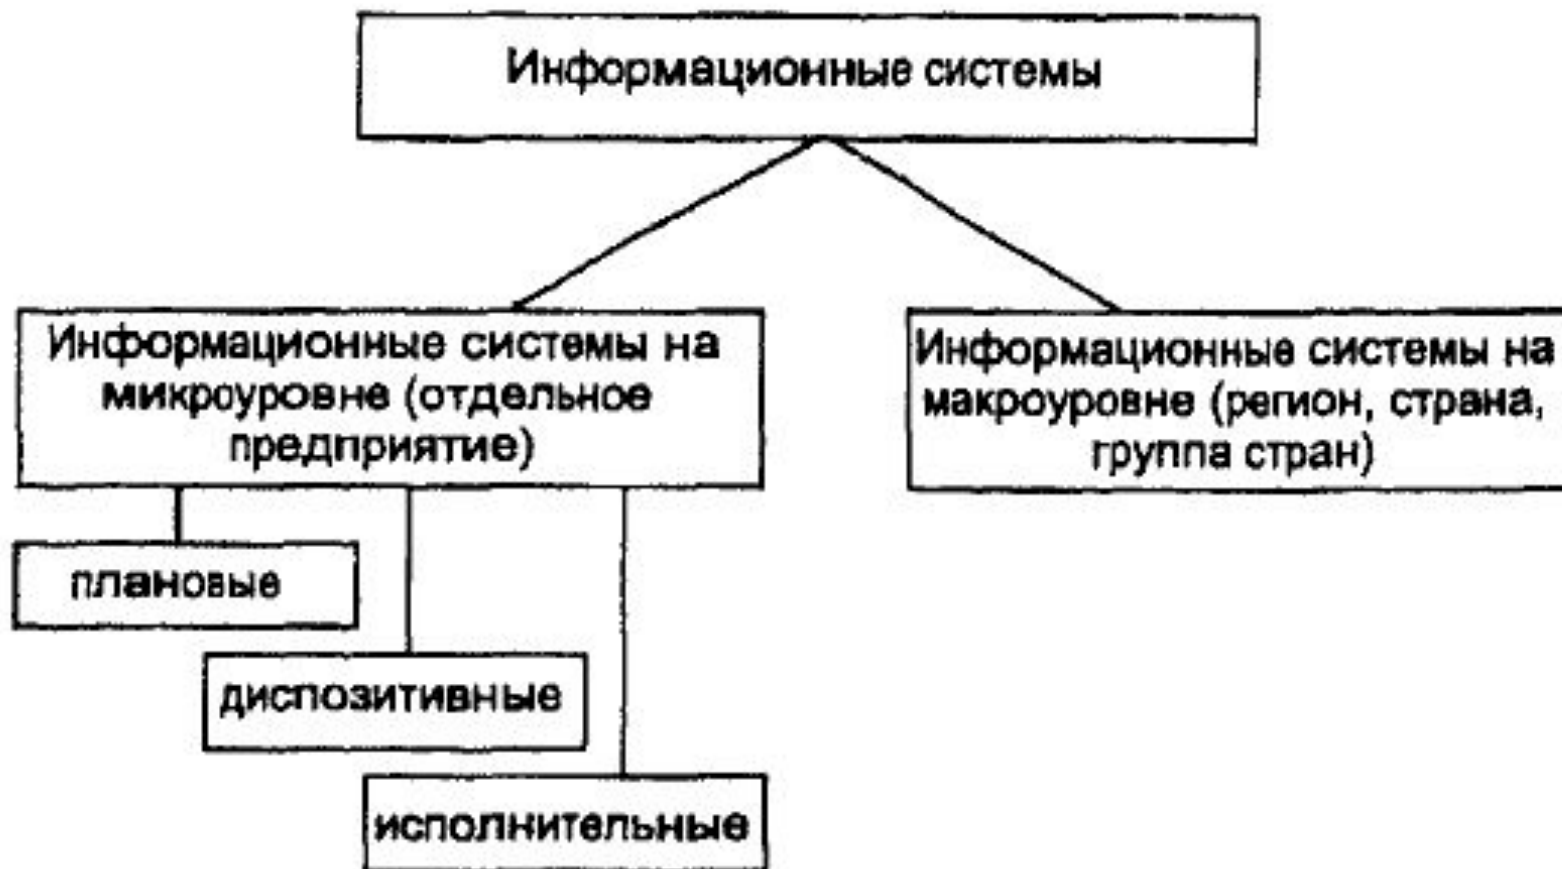 Информационные системы
Информационные системы на
микроуровне (отдельное
предприятие)
Информационные системы на
макроуровне (регион, страна,
группа стран)
плановые
диспозитивные
исполнительные